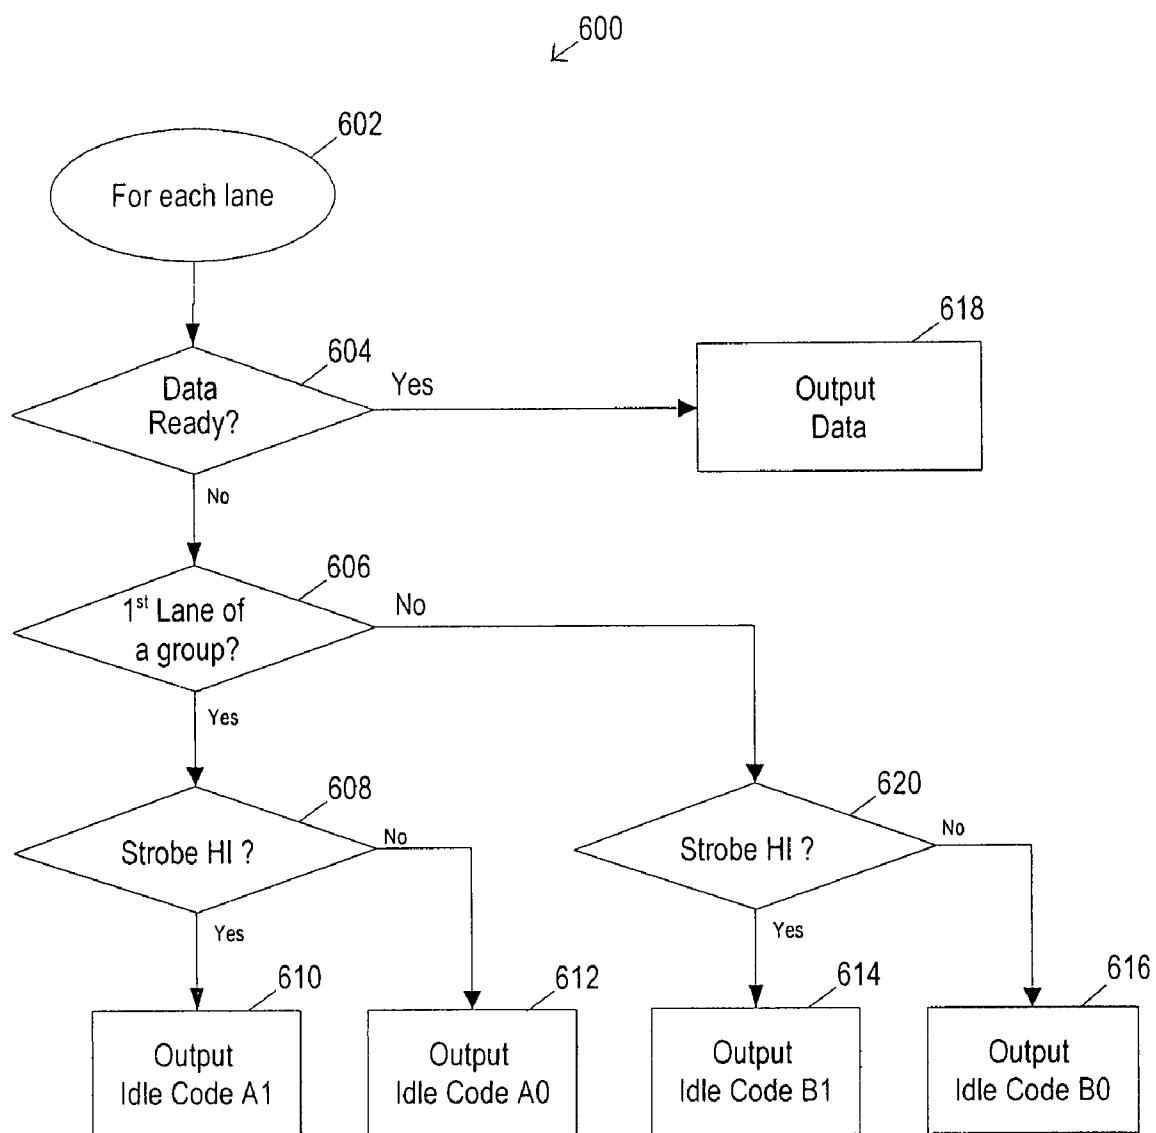 600
602
For each lane
604
Data
Ready?
Yes
618
Output
Data
No
606
1st Lane of
a group?
No
Yes
608
Strobe HI ?
No
Yes
620
Strobe HI ?
No
Yes
610
Output
Idle Code A1
612
Output
Idle Code A0
614
Output
Idle Code B1
616
Output
Idle Code B0